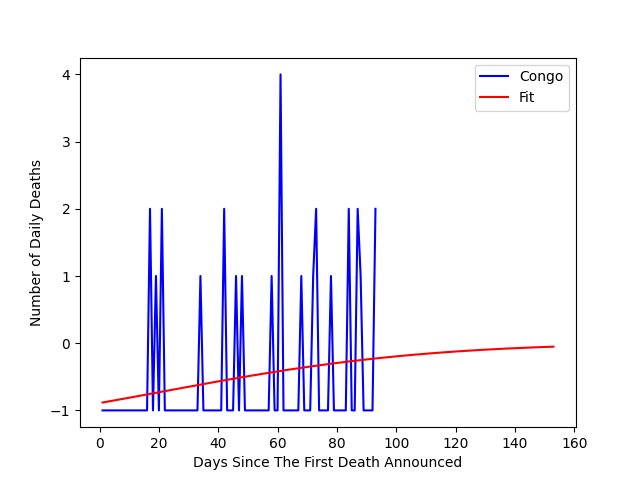 Congo
Fit
4
3
2
1
0
−1
Number of Daily Deaths
0 20 40 60 80 100 120 140 160
Days Since The First Death Announced